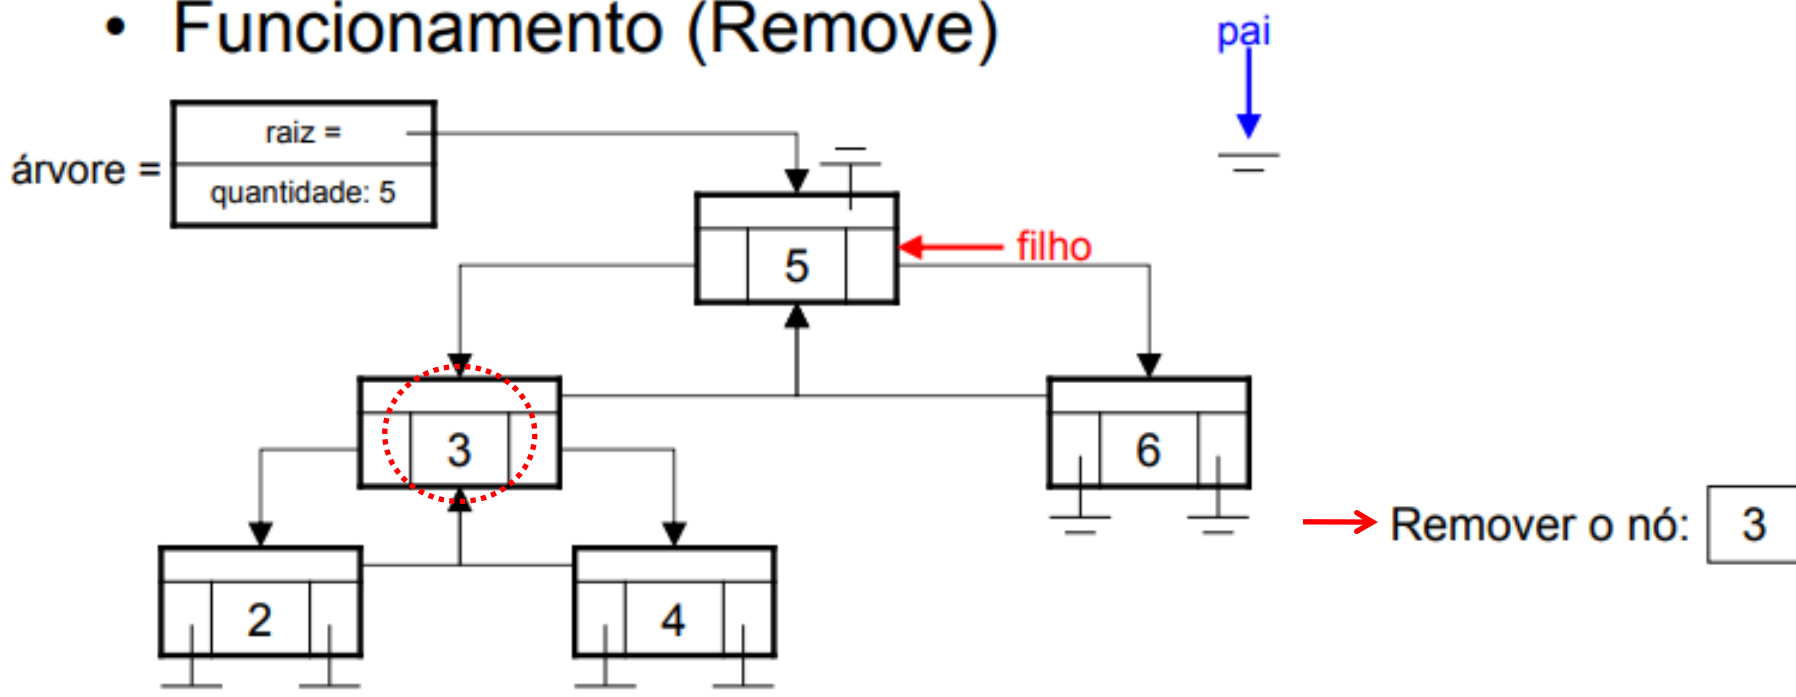 • Funcionamento (Remove)
pai
raiz =
árvore =
quantidade: 5
5
filho
3
6
Remover o nó: 3
2
4